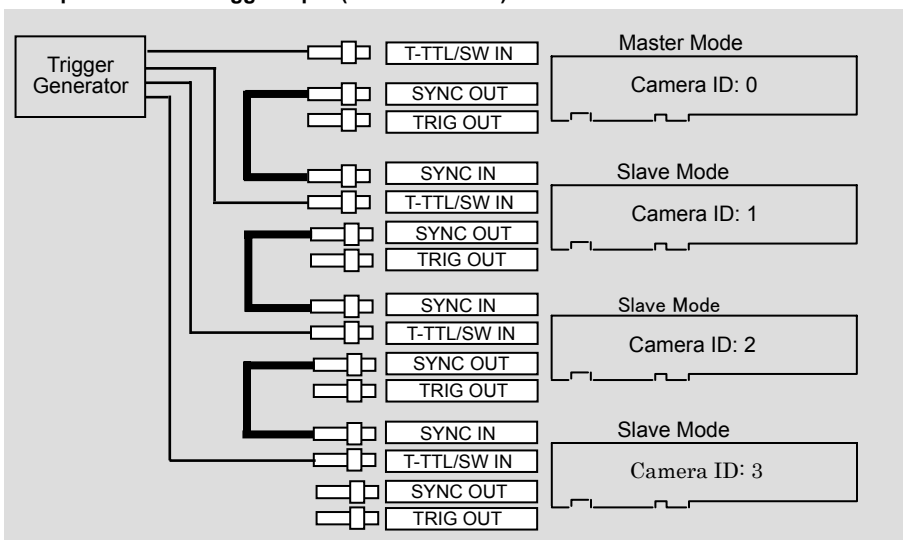 Trigger
Generator
T-TTL/SW IN
Master Mode
Camera ID: 0
SYNC OUT
TRIG OUT
SYNC IN
Slave Mode
T-TTL/SW IN
Camera ID: 1
SYNC OUT
TRIG OUT
SYNC IN
Slave Mode
T-TTL/SW IN
Camera ID: 2
SYNC OUT
TRIG OUT
SYNC IN
Slave Mode
T-TTL/SW IN
Camera ID: 3
SYNC OUT
TRIG OUT